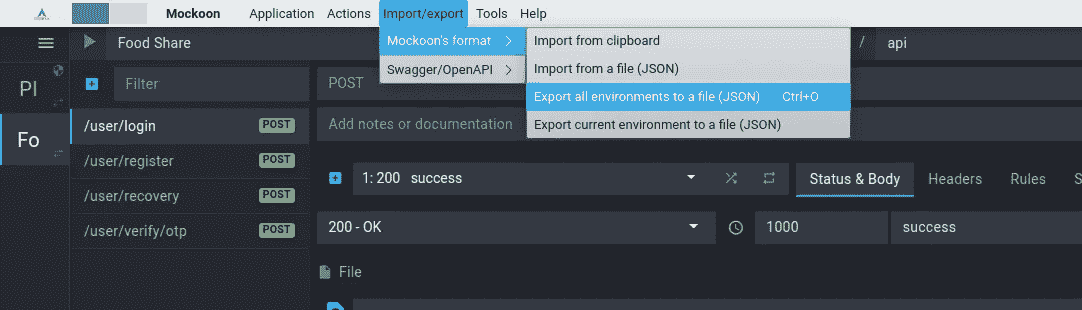 Mockoon Application Actions Import/export Tools Help
Food Share Mockoon's format Import from clipboard / api
Swagger/OpenAPI Import from a file (JSON)
Pl Filter POST Export all environments to a file (JSON) Ctrl+O
Fo /user/login POST Add notes or documentation Export current environment to a file (JSON)
/user/register POST
1: 200 success Status & Body Headers Rules S
/user/recovery POST
/user/verify/otp POST 200 - OK 1000 success
File